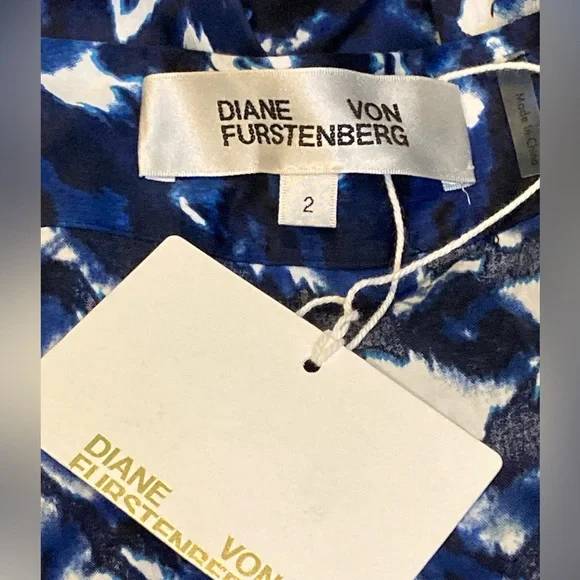 DIANE VON
FURSTENBERG
Made in China
2
DIANE VON
FURSTENBERG